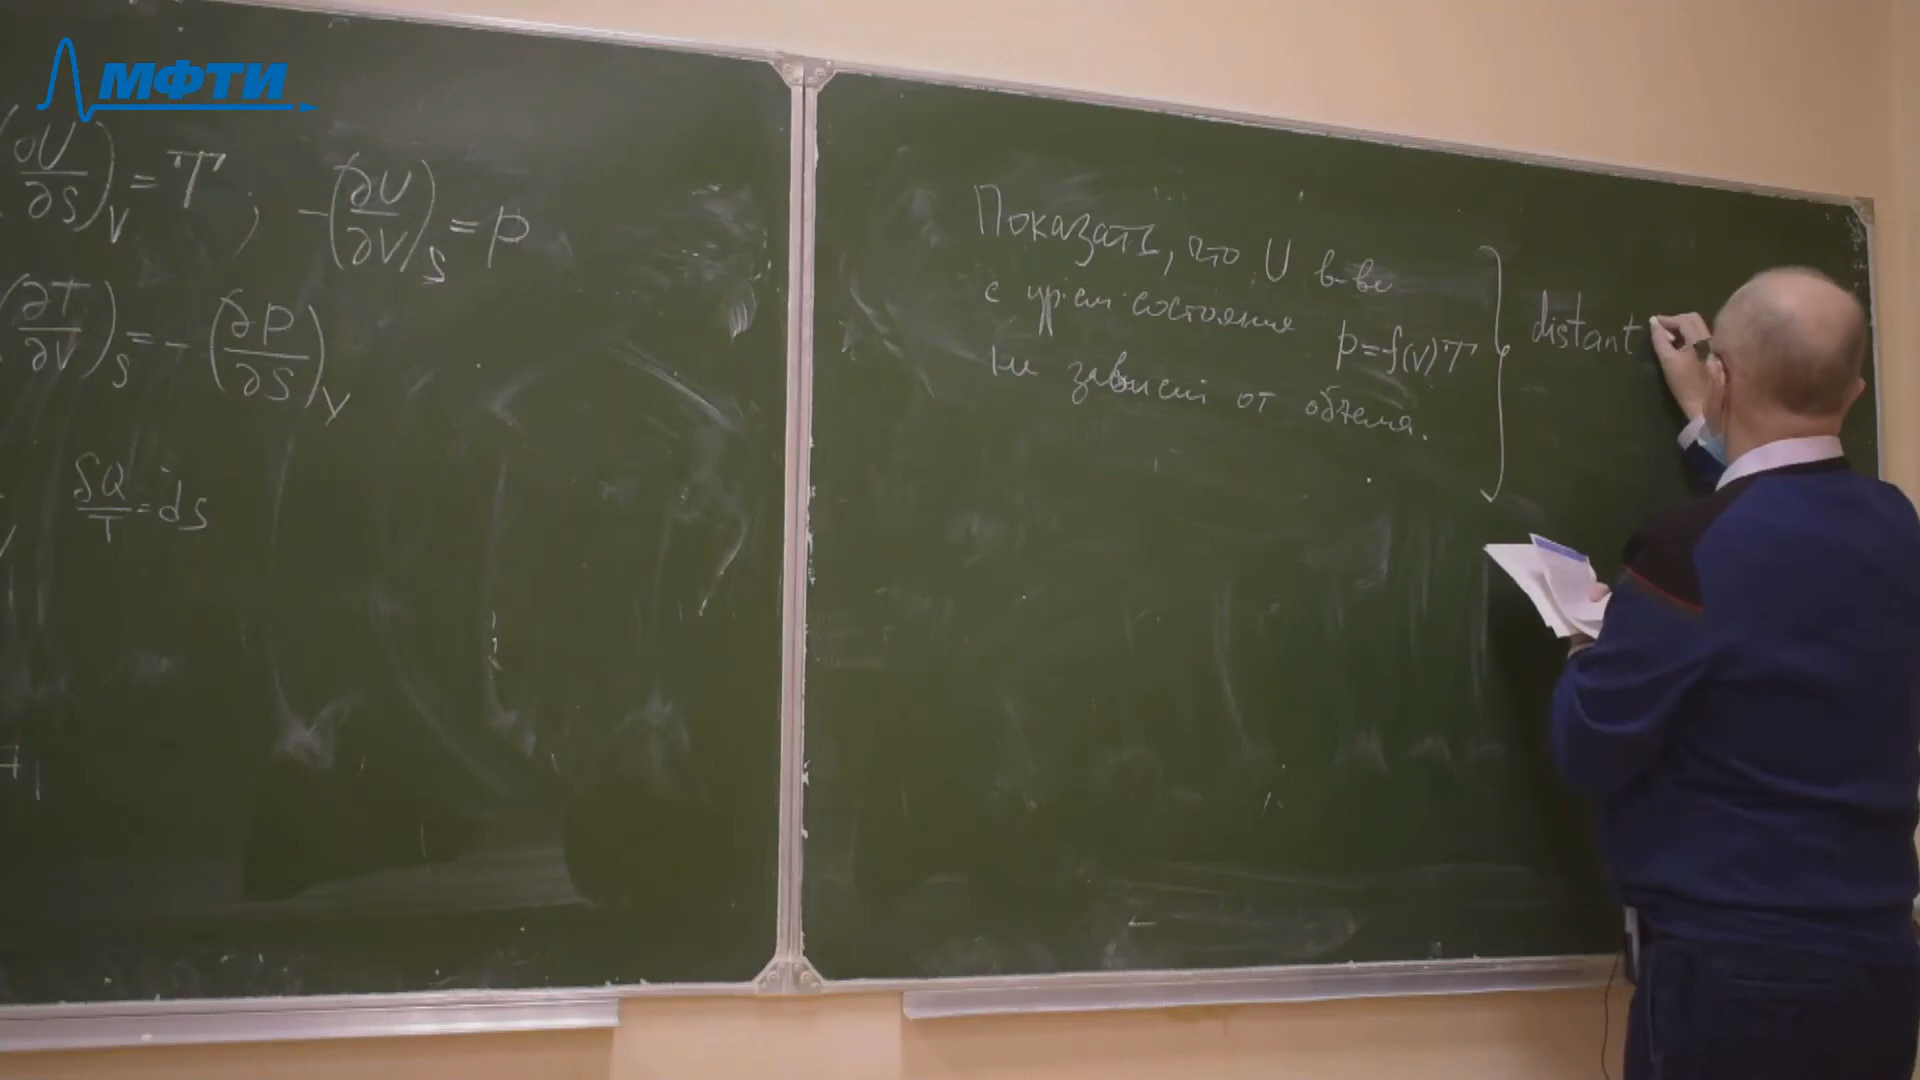 МФТИ
(∂U/∂S)_V = T ; -(∂U/∂V)_S = p
(∂T/∂V)_S = -(∂p/∂S)_V
δQ/T = dS
Показать, что U в-ва
с ур-ем состояния p=f(V)T
не зависит от объема.
distant